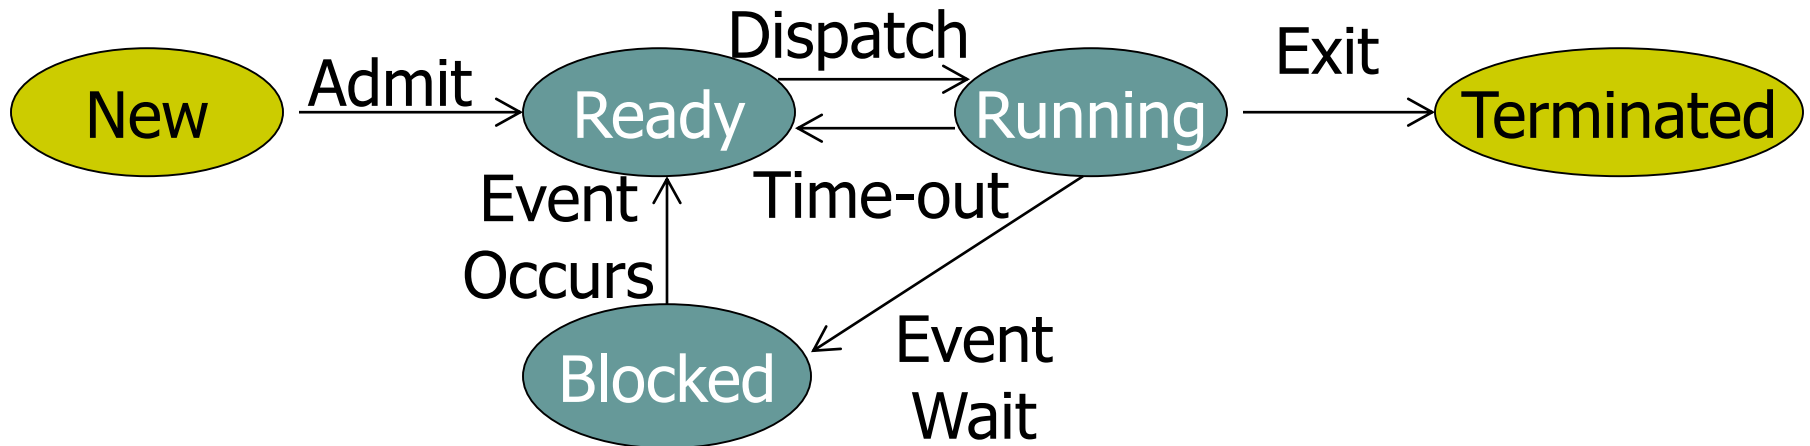 Dispatch
Exit
Admit
New
Ready
Running
Terminated
Event
Occurs
Time-out
Event
Wait
Blocked